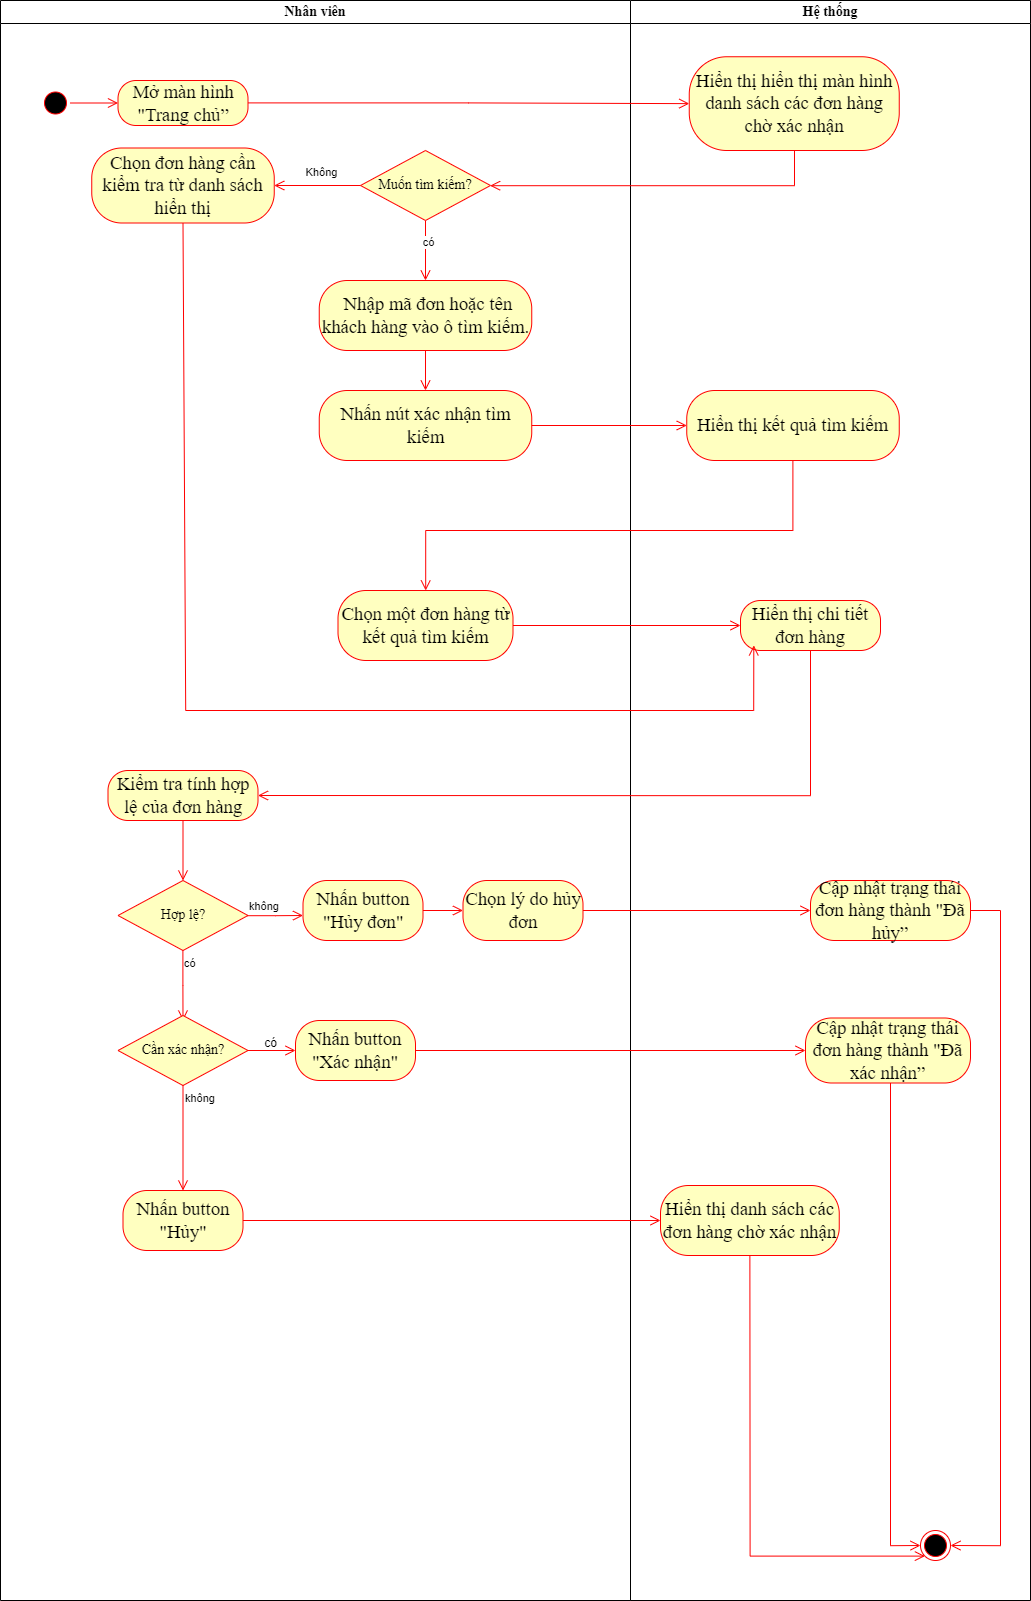 Nhân viên
Hệ thống
Mở màn hình
"Trang chủ”
Hiển thị hiển thị màn hình
danh sách các đơn hàng
chờ xác nhận
Chọn đơn hàng cần
kiểm tra từ danh sách
hiển thị
Không
Muốn tìm kiếm?
có
Nhập mã đơn hoặc tên
khách hàng vào ô tìm kiếm.
Nhấn nút xác nhận tìm
kiếm
Hiển thị kết quả tìm kiếm
Chọn một đơn hàng từ
kết quả tìm kiếm
Hiển thị chi tiết
đơn hàng
Kiểm tra tính hợp
lệ của đơn hàng
Hợp lệ?
không
Nhấn button
"Hủy đơn"
Chọn lý do hủy
đơn
Cập nhật trạng thái
đơn hàng thành "Đã
hủy”
có
Cần xác nhận?
có
Nhấn button
"Xác nhận"
Cập nhật trạng thái
đơn hàng thành "Đã
xác nhận”
không
Nhấn button
"Hủy"
Hiển thị danh sách các
đơn hàng chờ xác nhận